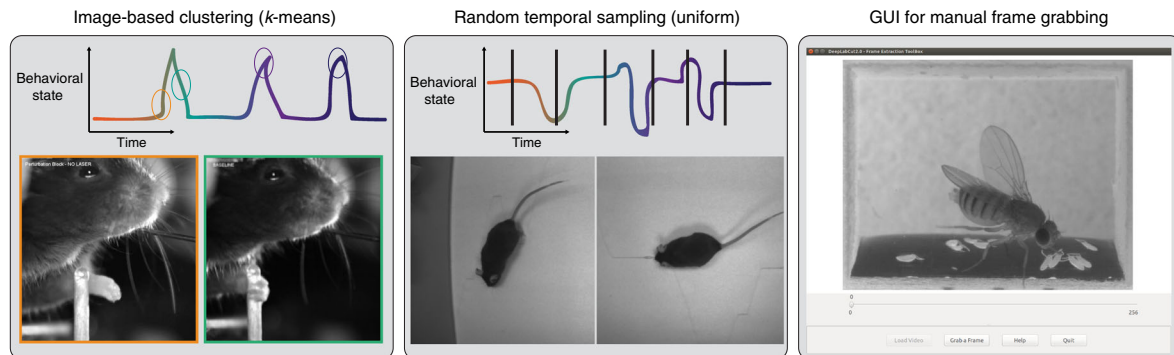 Image-based clustering (k-means)
Behavioral
state
Time
Perturbation Block - NO LASER
BASELINE
Random temporal sampling (uniform)
Behavioral
state
Time
GUI for manual frame grabbing
DeepLabCut2.0 - Frame Extraction ToolBox
0
0
256
Load Video
Grab a Frame
Help
Quit